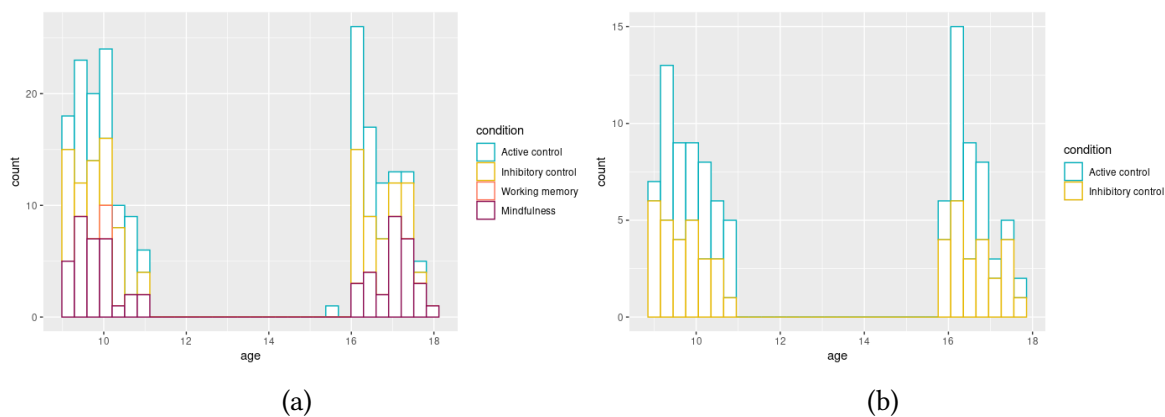 20
10
0
count
10
12
14
16
18
age
condition
Active control
Inhibitory control
Working memory
Mindfulness
(a)
15
10
5
0
count
10
12
14
16
18
age
condition
Active control
Inhibitory control
(b)